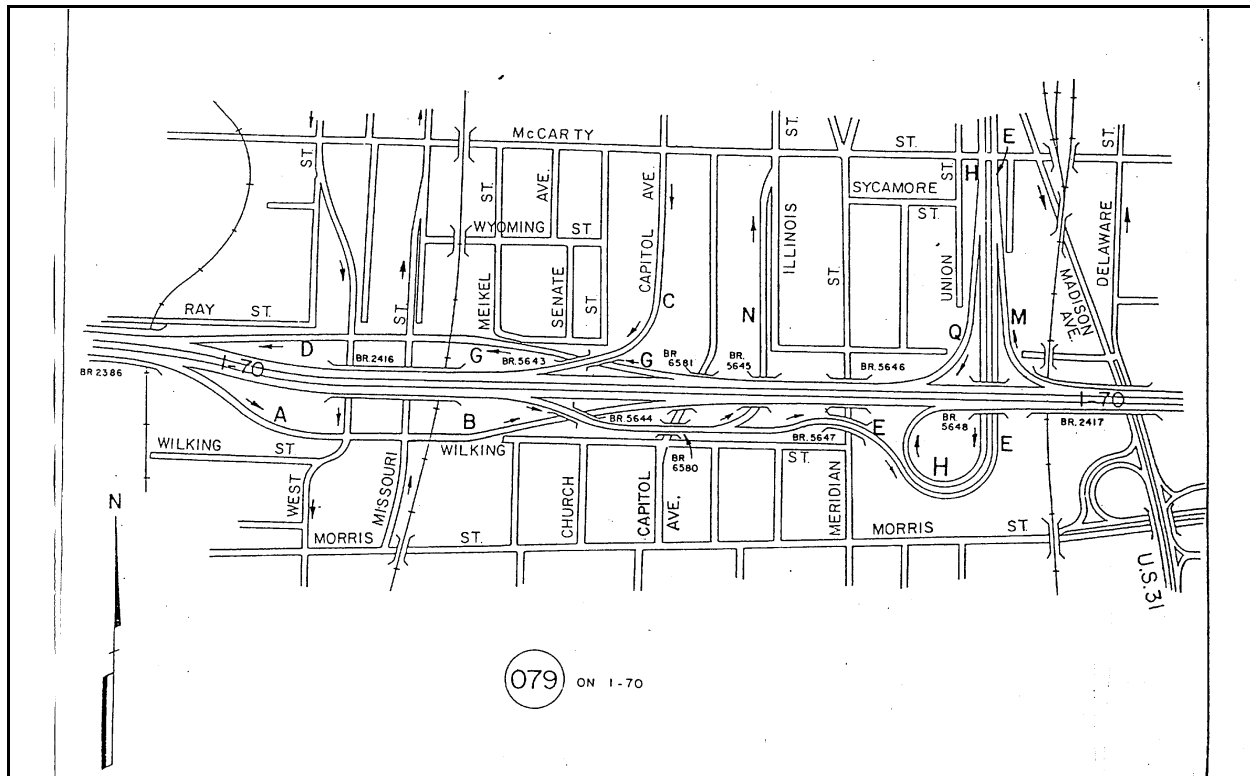 McCARTY
ST.
E
ST.
ST.
ST.
ST.
AVE.
AVE.
ST.
H
SYCAMORE
ST.
WYOMING
ST.
ILLINOIS
ST.
UNION
MADISON
AVE.
DELAWARE
RAY ST.
ST.
MEIKEL
SENATE
ST.
CAPITOL
C
N
Q
M
D
BR.2416
G
BR.5643
G
BR
6581
BR.
5645
BR.5646
BR 2386
I-70
I-70
A
B
BR.5644
BR.5647
E
BR
5648
E
BR.2417
WILKING
ST.
WILKING
ST.
BR
6580
H
N
WEST
MISSOURI
CHURCH
CAPITOL
AVE.
MERIDIAN
MORRIS
ST.
MORRIS
ST.
U.S.31
079 ON I-70